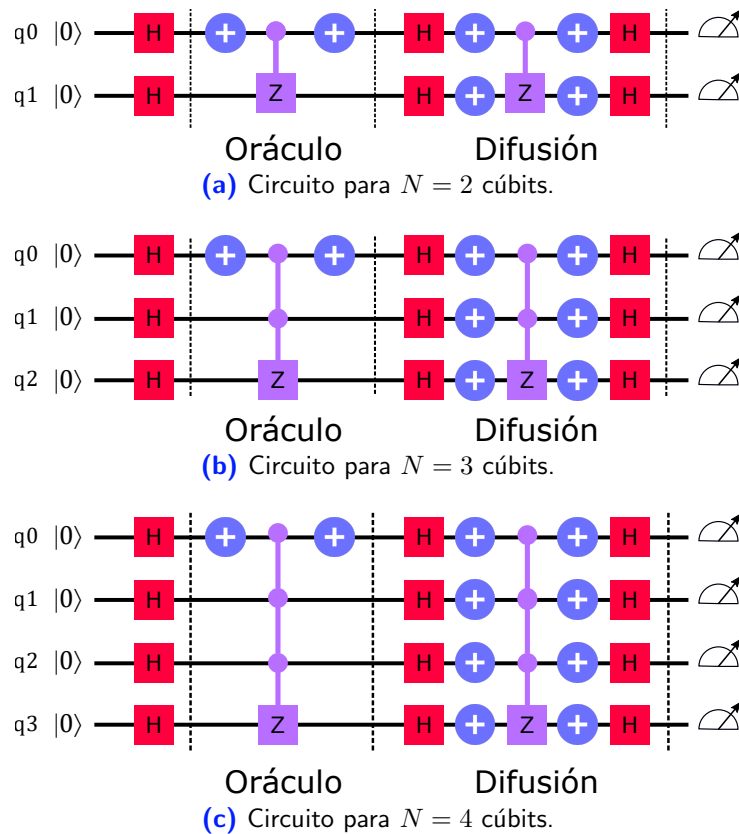 q0 |0⟩ H + + H + + H
q1 |0⟩ H Z H + Z + H
Oráculo Difusión
(a) Circuito para N = 2 cúbits.
q0 |0⟩ H + + H + + H
q1 |0⟩ H H + + H
q2 |0⟩ H Z H + Z + H
Oráculo Difusión
(b) Circuito para N = 3 cúbits.
q0 |0⟩ H + + H + + H
q1 |0⟩ H H + + H
q2 |0⟩ H H + + H
q3 |0⟩ H Z H + Z + H
Oráculo Difusión
(c) Circuito para N = 4 cúbits.